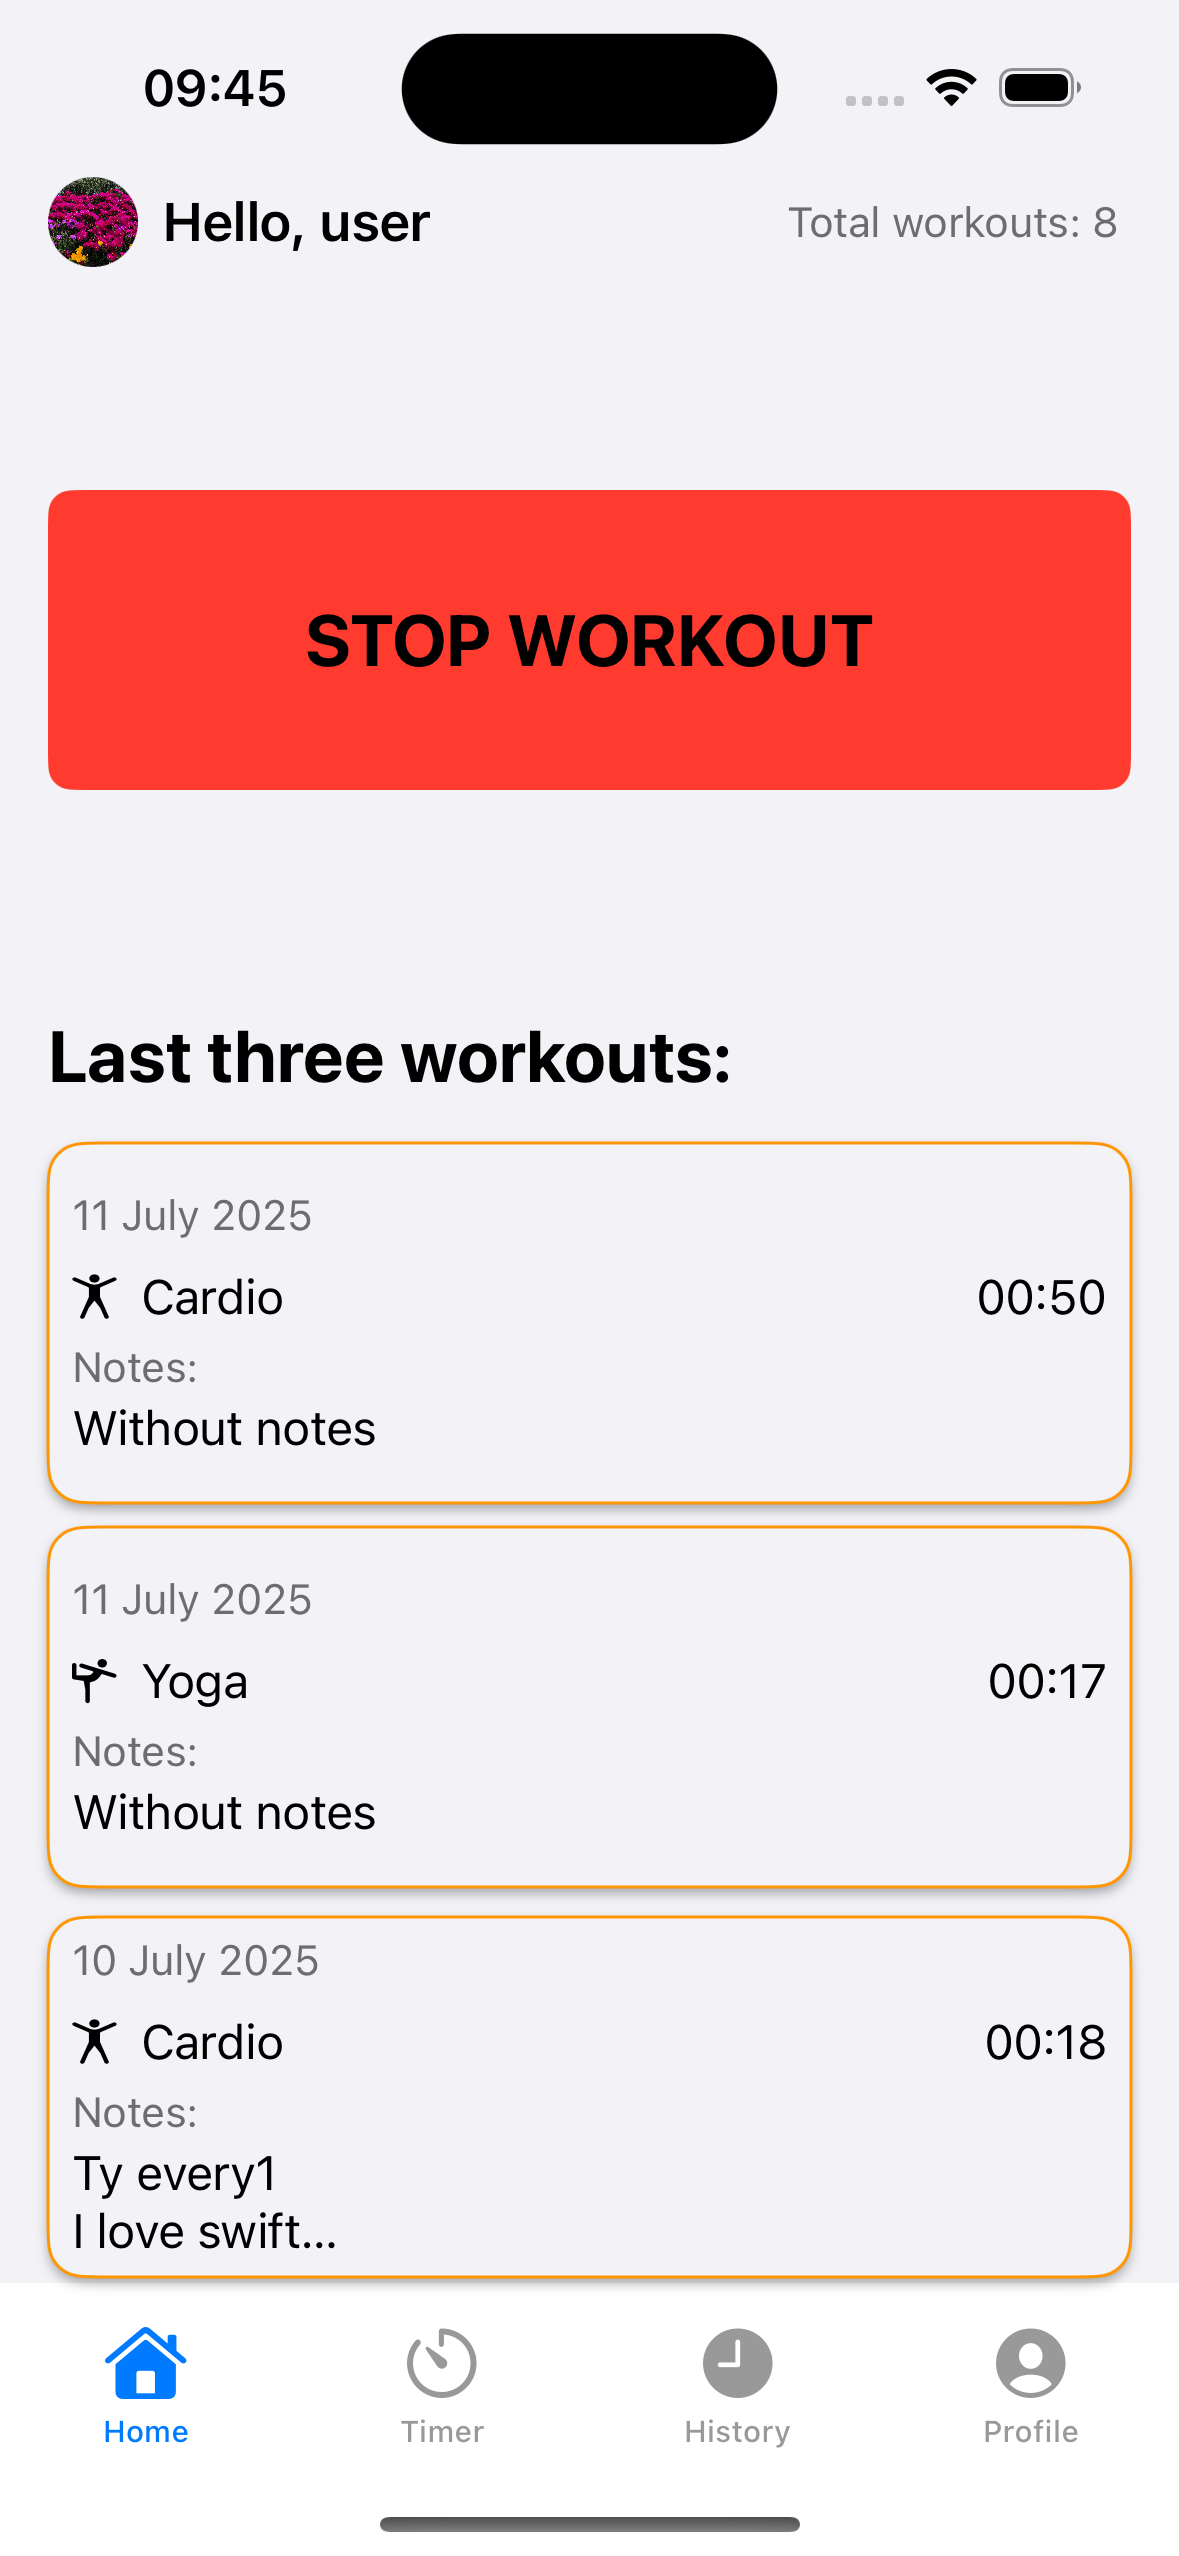 09:45
Hello, user
Total workouts: 8
STOP WORKOUT
Last three workouts:
11 July 2025
Cardio
00:50
Notes:
Without notes
11 July 2025
Yoga
00:17
Notes:
Without notes
10 July 2025
Cardio
00:18
Notes:
Ty every1
I love swift...
Home
Timer
History
Profile